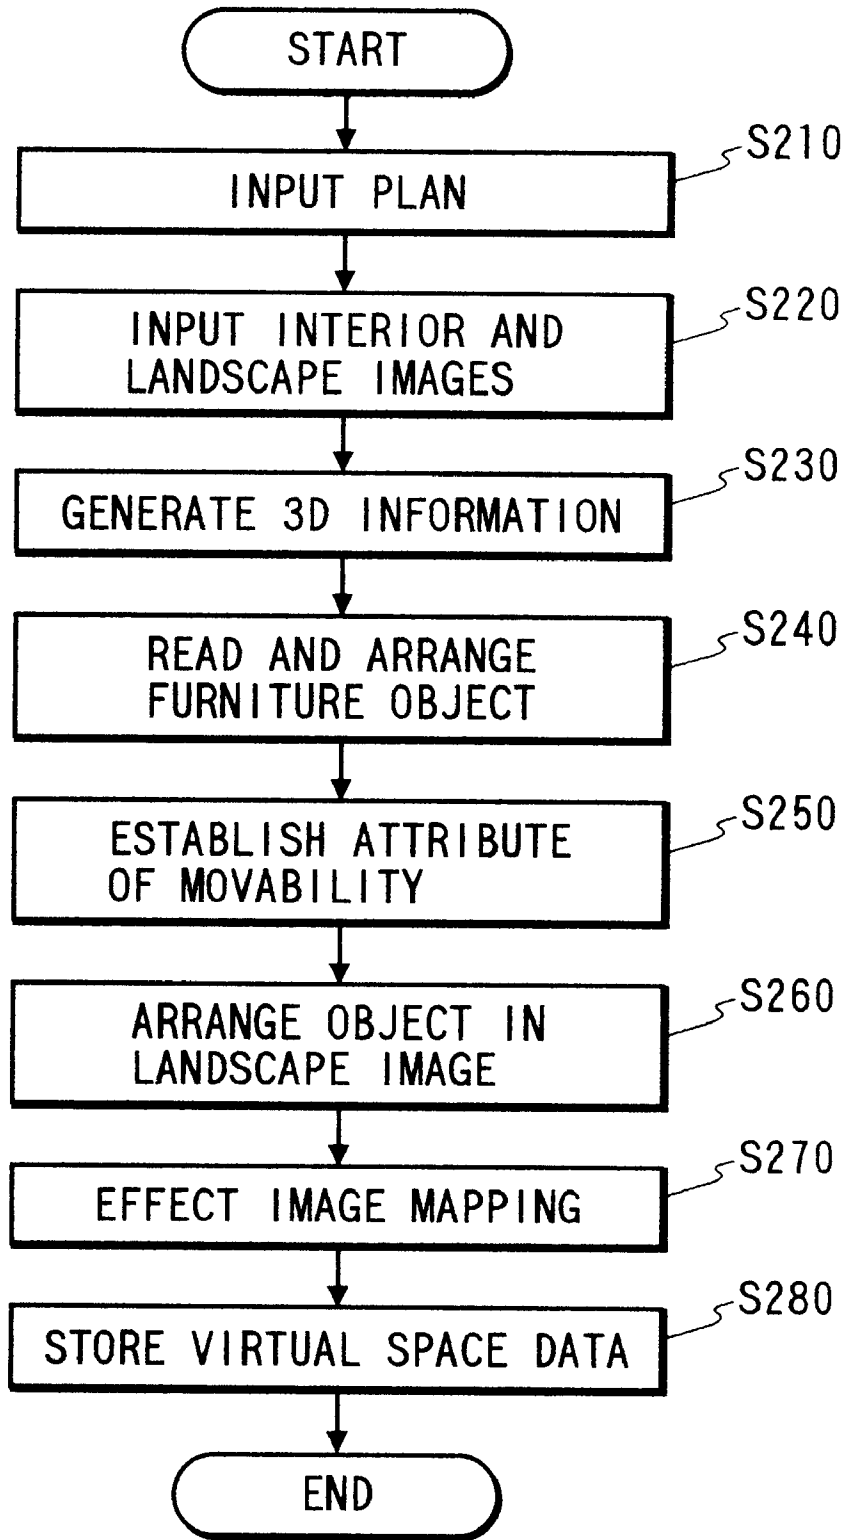 START
S210
INPUT PLAN
S220
INPUT INTERIOR AND
LANDSCAPE IMAGES
S230
GENERATE 3D INFORMATION
S240
READ AND ARRANGE
FURNITURE OBJECT
S250
ESTABLISH ATTRIBUTE
OF MOVABILITY
S260
ARRANGE OBJECT IN
LANDSCAPE IMAGE
S270
EFFECT IMAGE MAPPING
S280
STORE VIRTUAL SPACE DATA
END